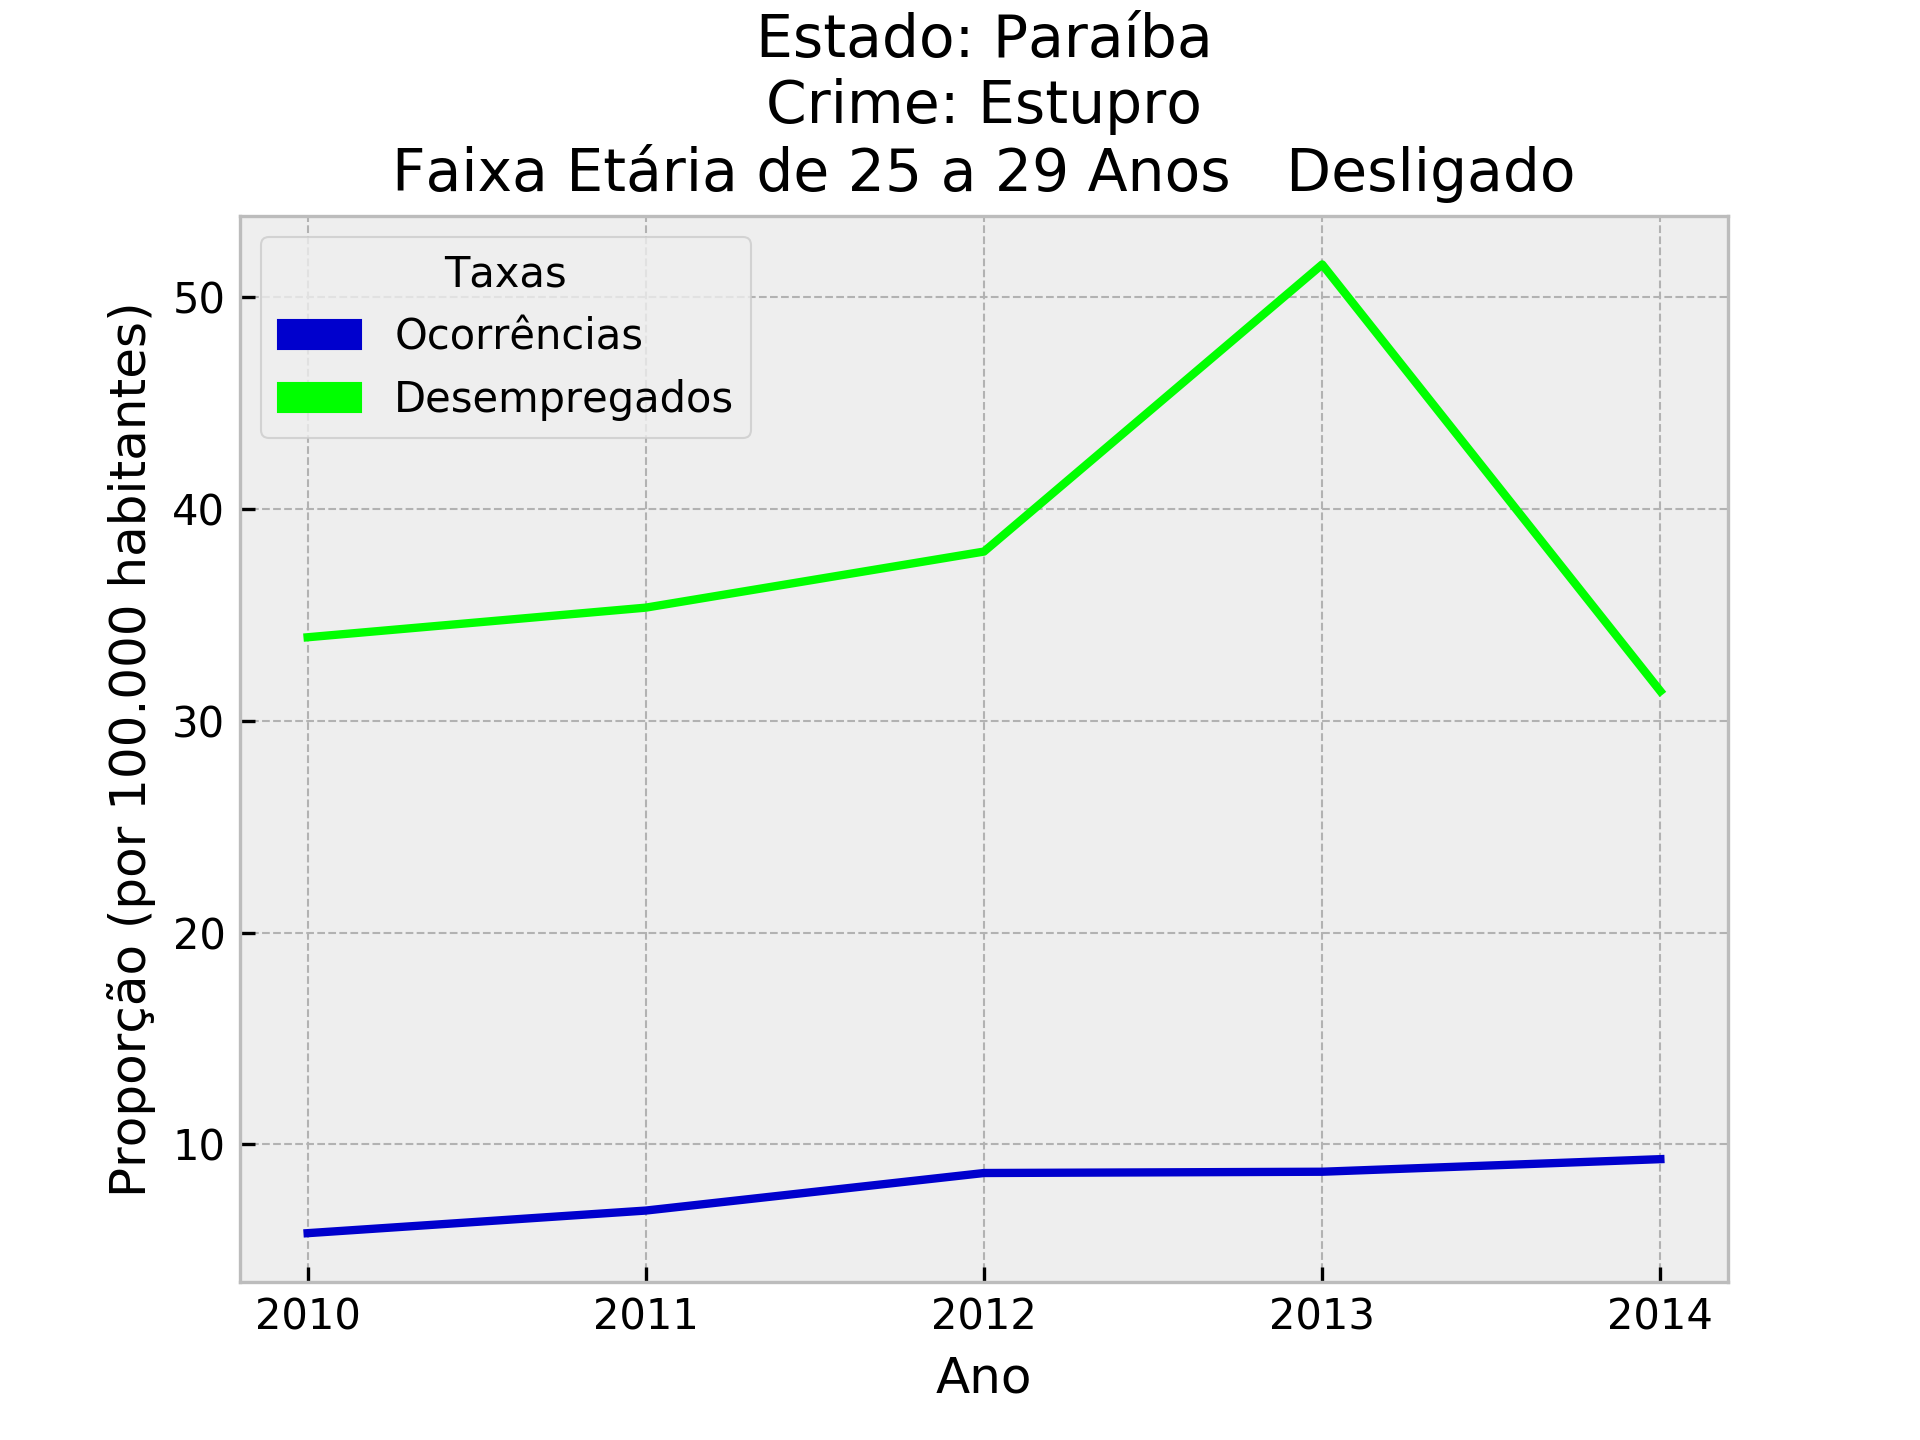 Estado: Paraíba
Crime: Estupro
Faixa Etária de 25 a 29 Anos   Desligado
Taxas
Ocorrências
Desempregados
Proporção (por 100.000 habitantes)
50
40
30
20
10
2010
2011
2012
2013
2014
Ano